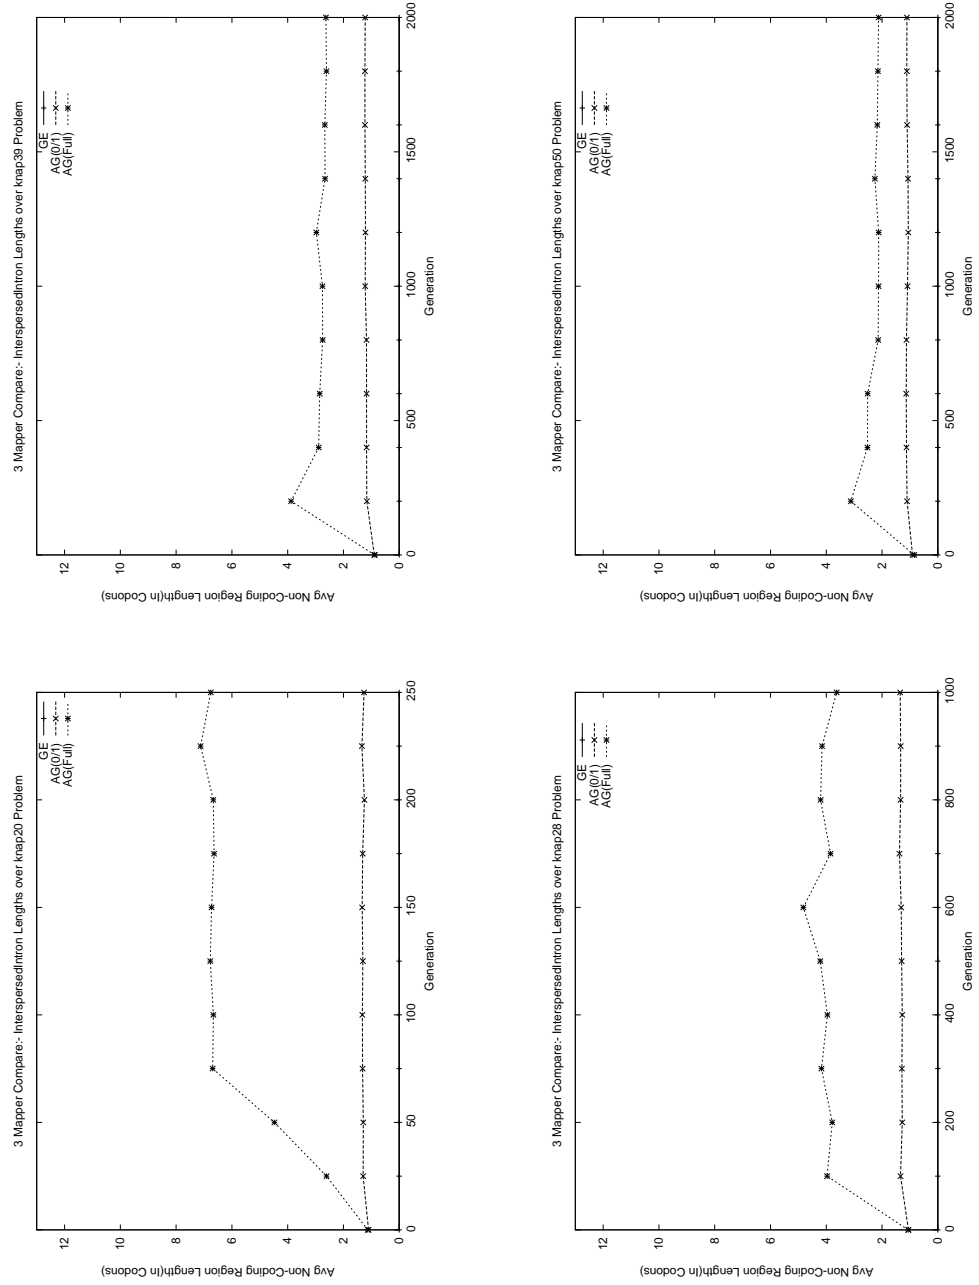 3 Mapper Compare:- InterspersedIntron Lengths over knap20 Problem
GE
AG(0/1)
AG(Full)
Avg Non-Coding Region Length(In Codons)
12
10
8
6
4
2
0
0
50
100
150
200
250
Generation
3 Mapper Compare:- InterspersedIntron Lengths over knap39 Problem
GE
AG(0/1)
AG(Full)
Avg Non-Coding Region Length(In Codons)
12
10
8
6
4
2
0
0
500
1000
1500
2000
Generation
3 Mapper Compare:- InterspersedIntron Lengths over knap28 Problem
GE
AG(0/1)
AG(Full)
Avg Non-Coding Region Length(In Codons)
12
10
8
6
4
2
0
0
200
400
600
800
1000
Generation
3 Mapper Compare:- InterspersedIntron Lengths over knap50 Problem
GE
AG(0/1)
AG(Full)
Avg Non-Coding Region Length(In Codons)
12
10
8
6
4
2
0
0
500
1000
1500
2000
Generation